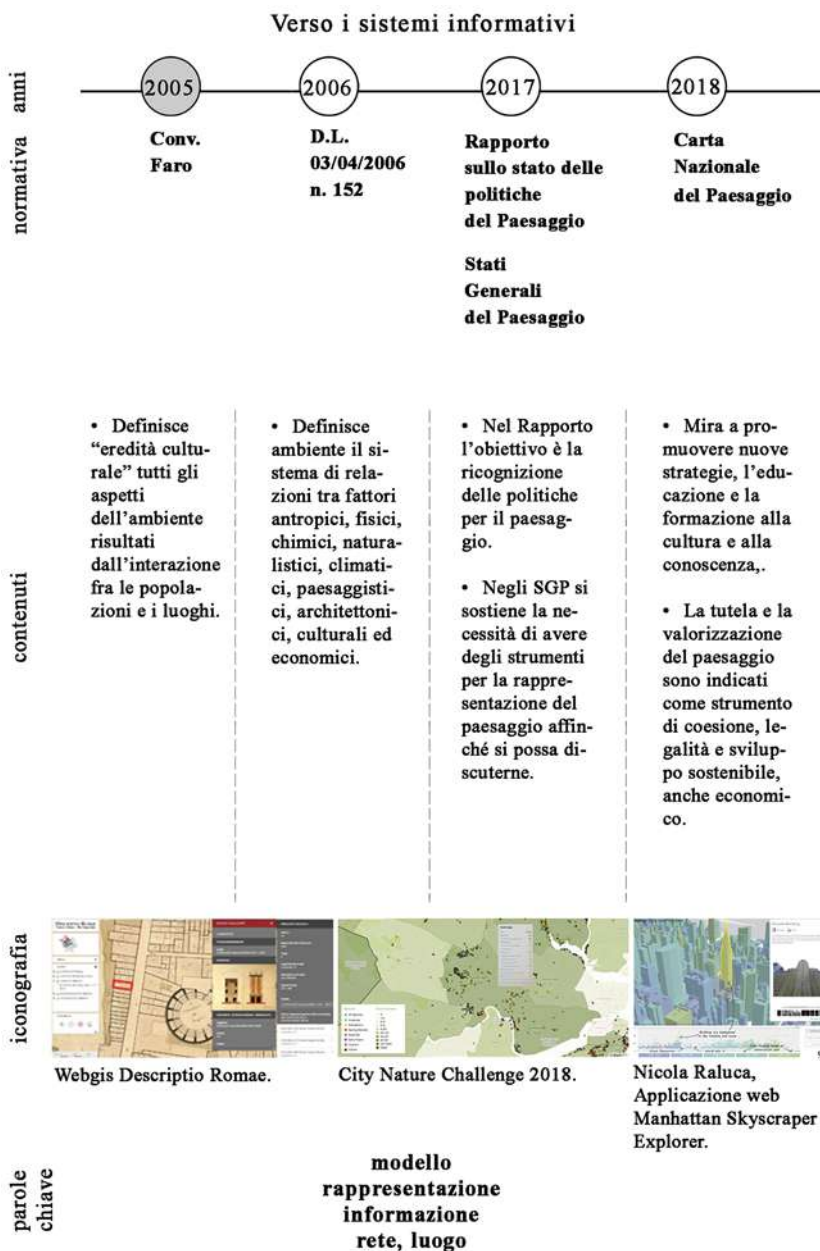 Verso i sistemi informativi
anni
2005
2006
2017
2018
normativa
Conv.
Faro
D.L.
03/04/2006
n. 152
Rapporto
sullo stato delle
politiche
del Paesaggio
Stati
Generali
del Paesaggio
Carta
Nazionale
del Paesaggio
contenuti
• Definisce
“eredità cultu-
rale” tutti gli
aspetti
dell’ambiente
risultati
dall’interazione
fra le popola-
zioni e i luoghi.
• Definisce
ambiente il si-
stema di rela-
zioni tra fattori
antropici, fisici,
chimici, natura-
listici, climati-
ci, paesaggisti-
ci, architettoni-
ci, culturali ed
economici.
• Nel Rapporto
l’obiettivo è la
ricognizione
delle politiche
per il paesag-
gio.
• Negli SGP si
sostiene la ne-
cessità di avere
degli strumenti
per la rappre-
sentazione del
paesaggio affin-
ché si possa di-
scuterne.
• Mira a pro-
muovere nuove
strategie, l’edu-
cazione e la
formazione alla
cultura e alla
conoscenza,.
• La tutela e la
valorizzazione
del paesaggio
sono indicati
come strumento
di coesione, le-
galità e svilup-
po sostenibile,
anche economi-
co.
iconografia
Webgis Descriptio Romae.
City Nature Challenge 2018.
Nicola Raluca,
Applicazione web
Manhattan Skyscraper
Explorer.
parole
chiave
modello
rappresentazione
informazione
rete, luogo